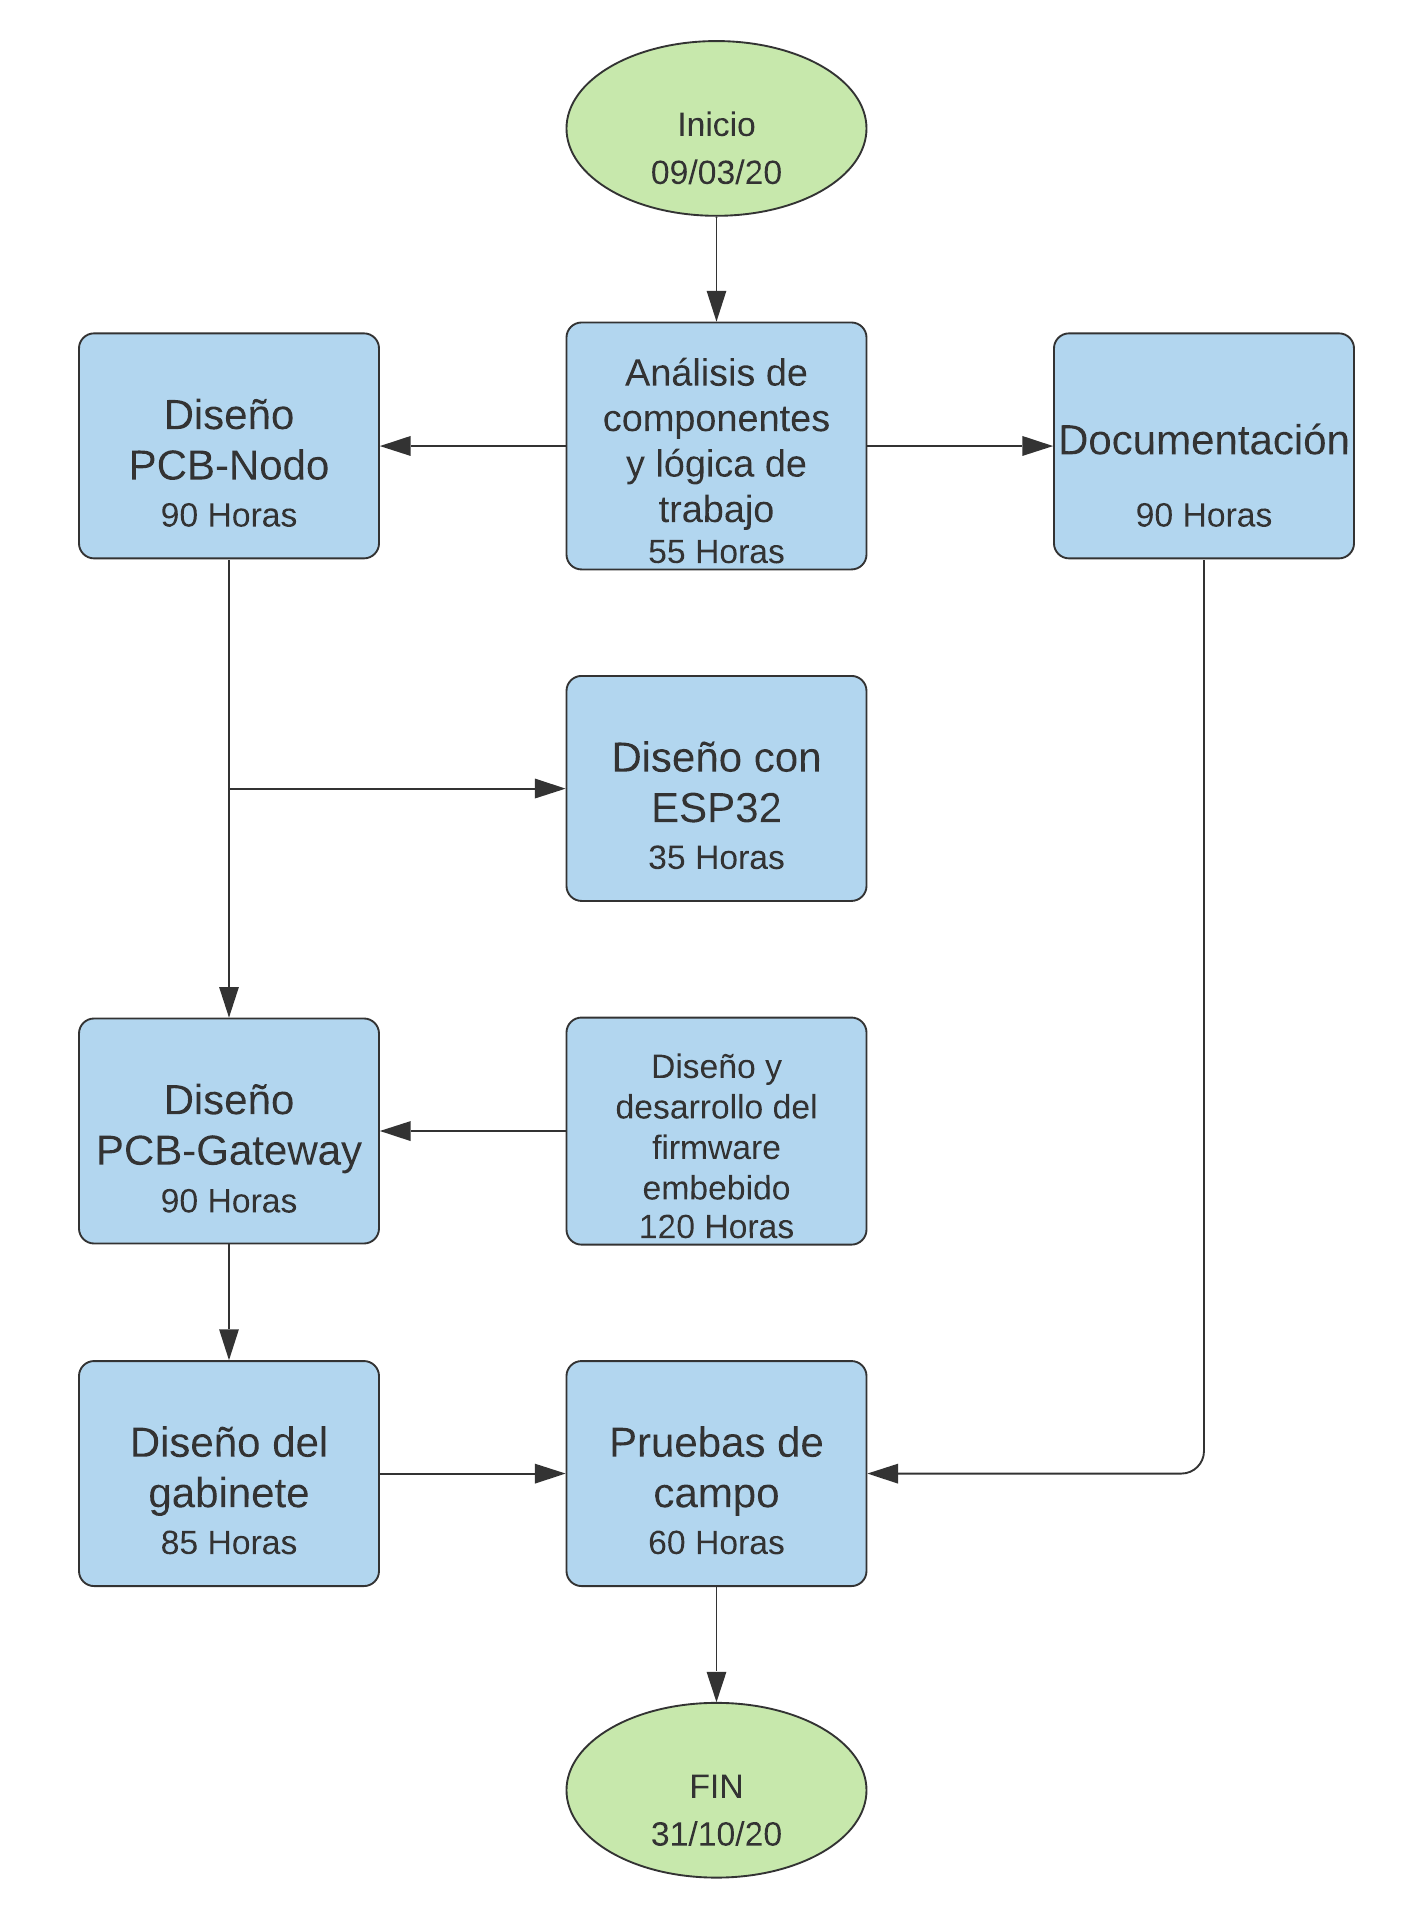 Inicio
09/03/20
Diseño
PCB-Nodo
90 Horas
Análisis de
componentes
y lógica de
trabajo
55 Horas
Documentación
90 Horas
Diseño con
ESP32
35 Horas
Diseño
PCB-Gateway
90 Horas
Diseño y
desarrollo del
firmware
embebido
120 Horas
Diseño del
gabinete
85 Horas
Pruebas de
campo
60 Horas
FIN
31/10/20